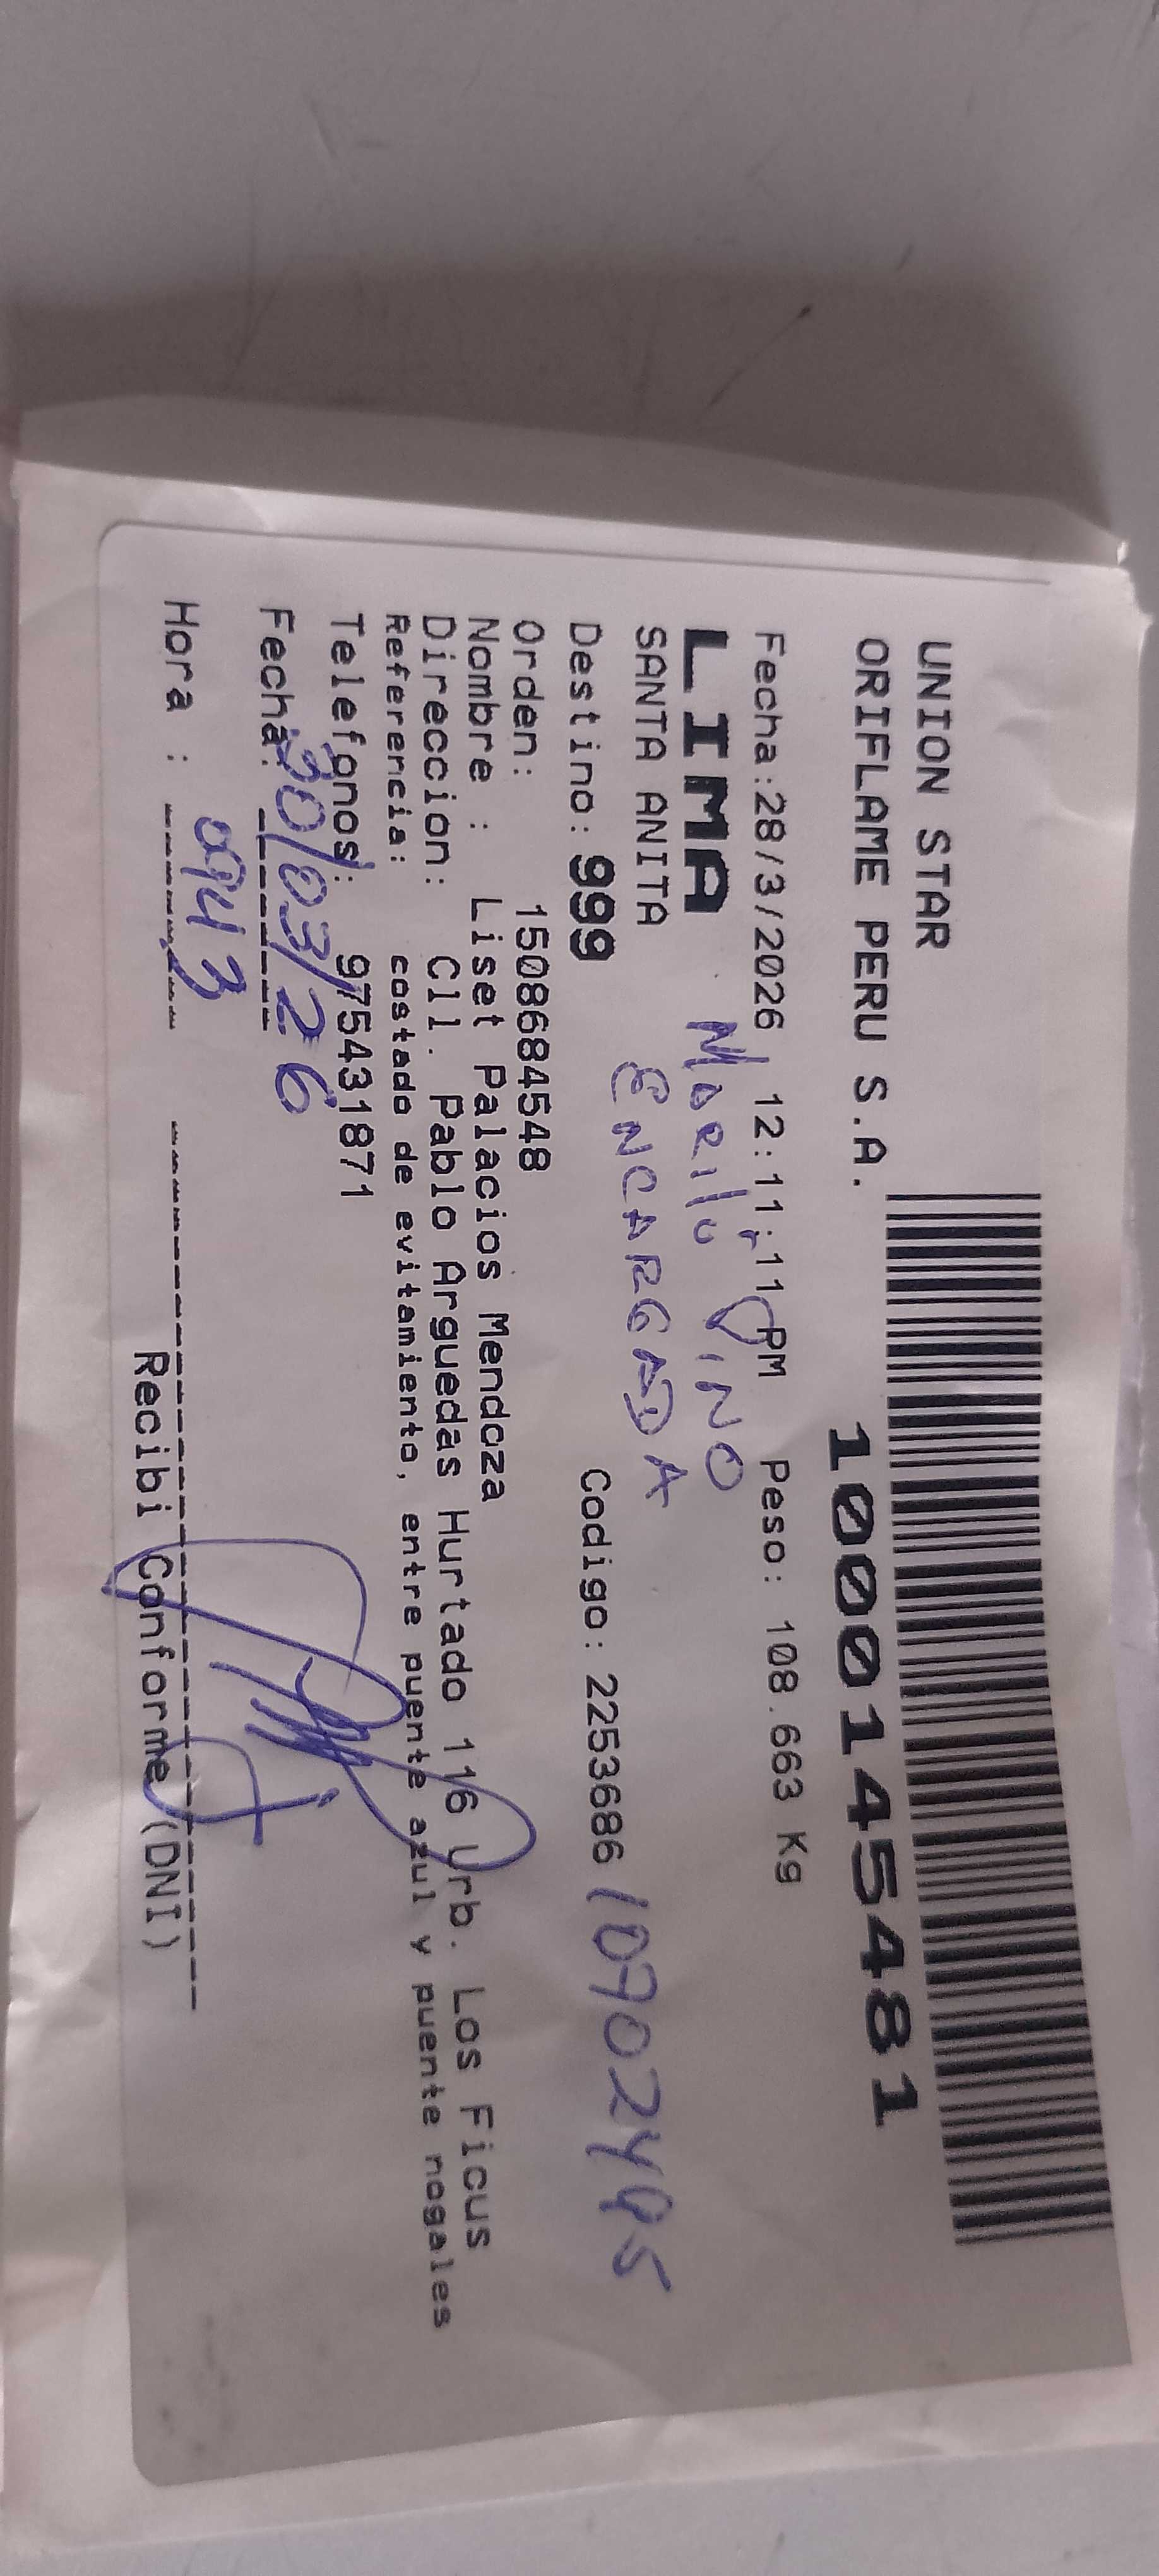 UNION STAR
ORIFLAME PERU S.A.
1000145481
Fecha:28/3/2026 12:11:11 PM Peso: 108.663 Kg
LIMA Marilu Pino
SANTA ANITA ENCARGADA
Destino: 999 Codigo: 2253686 10902495
Orden: 1508684548
Nombre : Liset Palacios Mendoza
Direccion: Cll. Pablo Arguedas Hurtado 116 Urb. Los Ficus
Referencia: costado de evitamiento, entre puente azul y puente nogales
Telefonos: 975431871
Fecha: 30/03/26
Hora : 0943
Recibi Conforme (DNI)